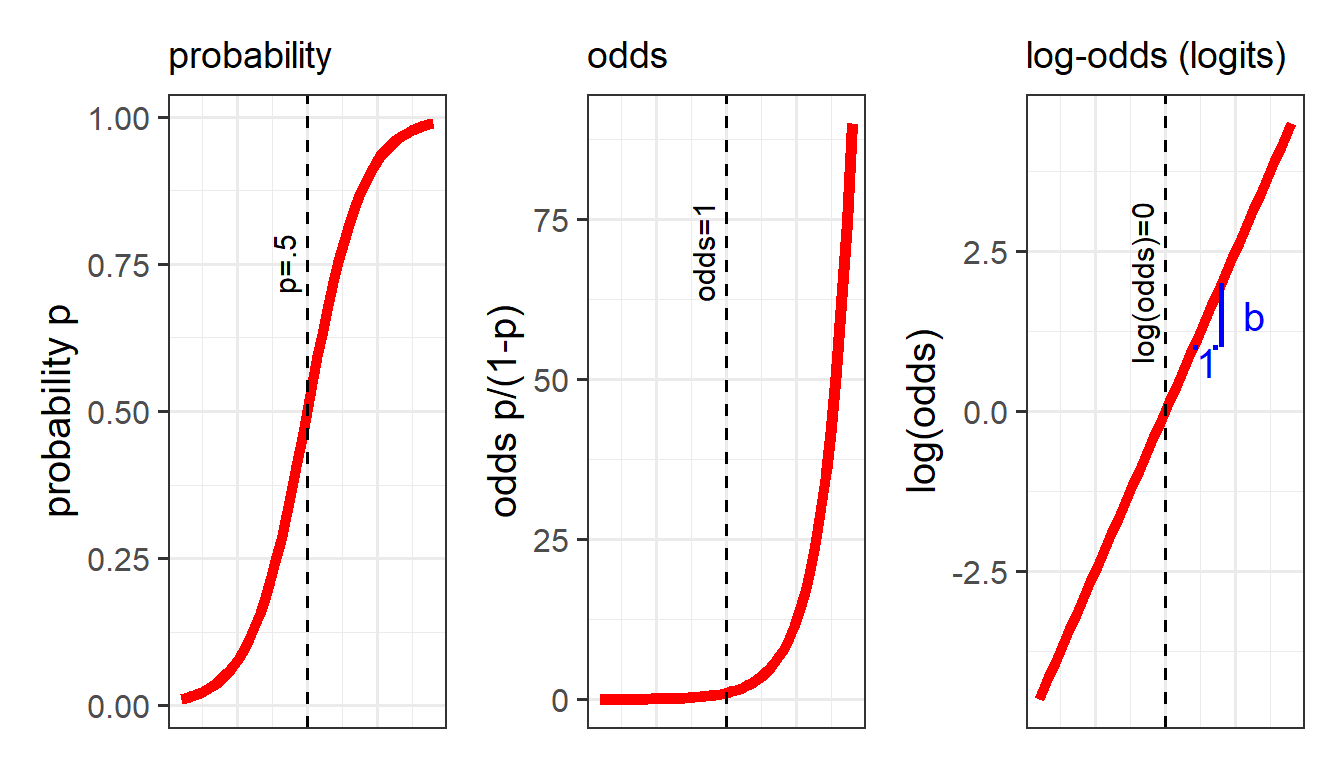 probability
probability p
1.00
0.75
0.50
0.25
0.00
p=.5
odds
odds p/(1-p)
75
50
25
0
odds=1
log-odds (logits)
log(odds)
2.5
0.0
-2.5
log(odds)=0
b
1